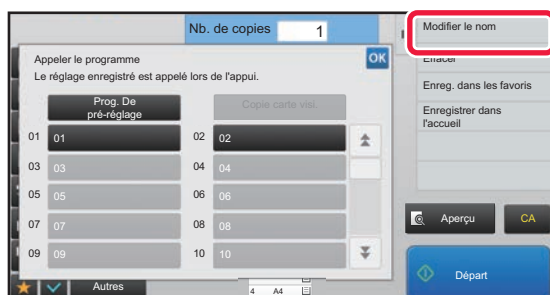 Nb. de copies 1
Modifier le nom
Appeler le programme
OK
Effacer
Le réglage enregistré est appelé lors de l'appui.
Enreg. dans les favoris
Prog. De
pré-réglage
Copie carte visi.
Enregistrer dans
l'accueil
01 01 02 02
03 03 04 04
05 05 06 06
07 07 08 08
Aperçu CA
09 09 10 10
Départ
Autres
4 A4